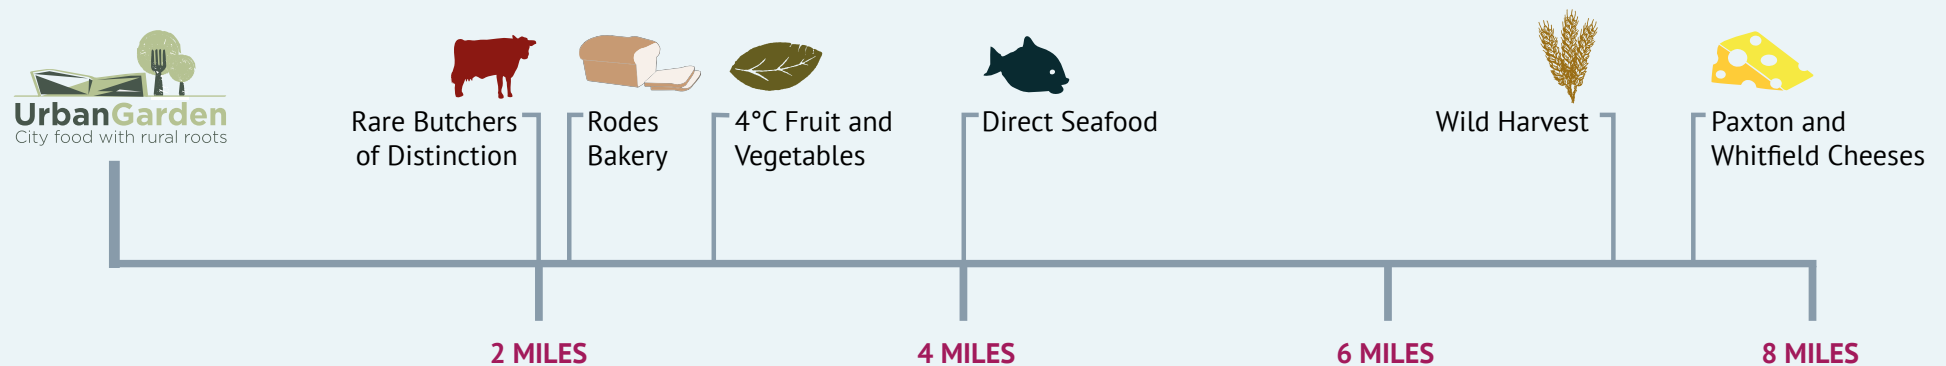 UrbanGarden
City food with rural roots
Rare Butchers
of Distinction
Rodes
Bakery
4°C Fruit and
Vegetables
Direct Seafood
Wild Harvest
Paxton and
Whitfield Cheeses
2 MILES
4 MILES
6 MILES
8 MILES